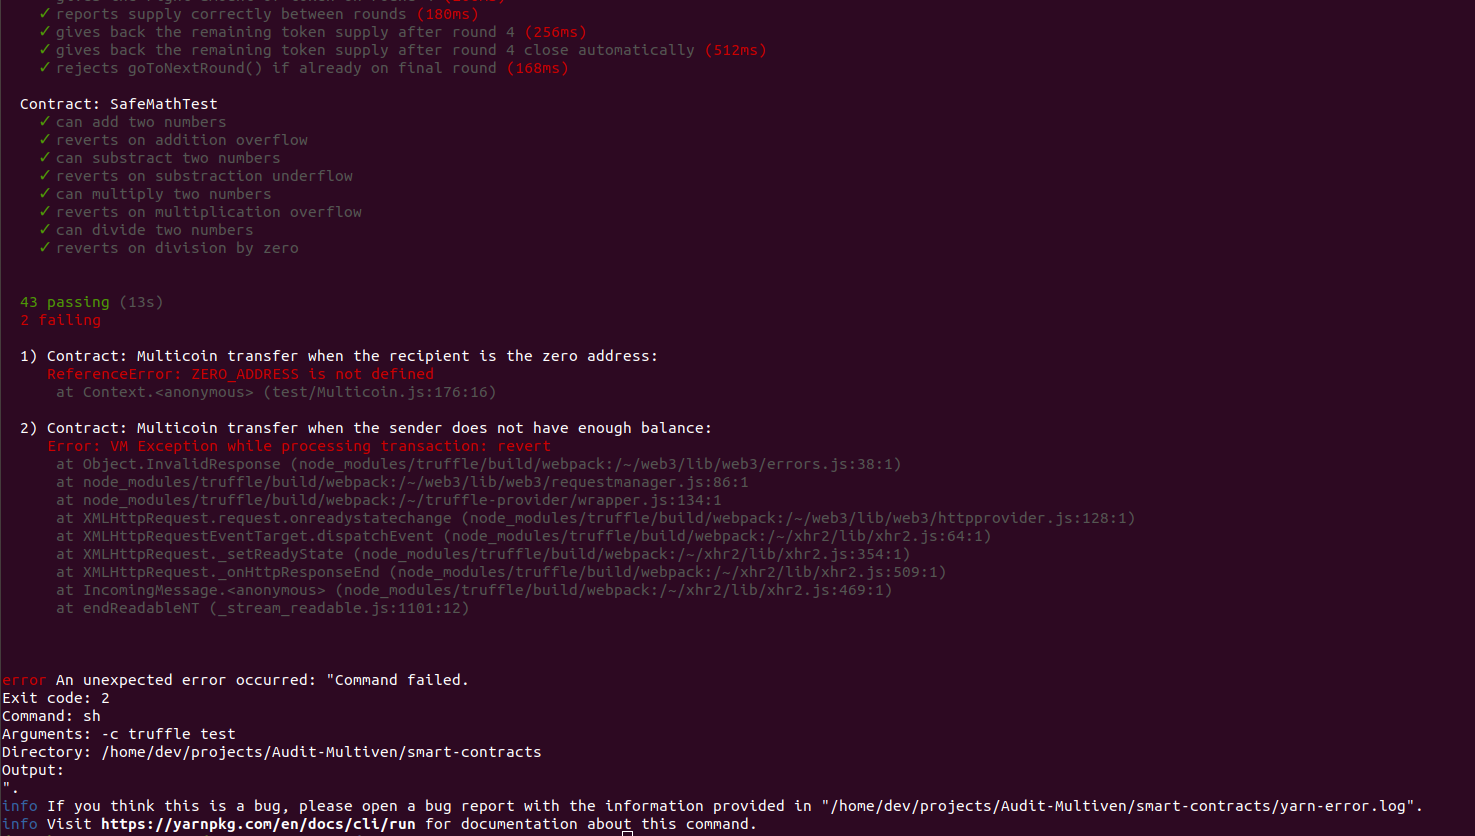 ✓ reports supply correctly between rounds (180ms)
✓ gives back the remaining token supply after round 4 (256ms)
✓ gives back the remaining token supply after round 4 close automatically (512ms)
✓ rejects goToNextRound() if already on final round (168ms)
Contract: SafeMathTest
✓ can add two numbers
✓ reverts on addition overflow
✓ can substract two numbers
✓ reverts on substraction underflow
✓ can multiply two numbers
✓ reverts on multiplication overflow
✓ can divide two numbers
✓ reverts on division by zero
43 passing (13s)
2 failing
1) Contract: Multicoin transfer when the recipient is the zero address:
ReferenceError: ZERO_ADDRESS is not defined
at Context.<anonymous> (test/Multicoin.js:176:16)
2) Contract: Multicoin transfer when the sender does not have enough balance:
Error: VM Exception while processing transaction: revert
at Object.InvalidResponse (node_modules/truffle/build/webpack:/~/web3/lib/web3/errors.js:38:1)
at node_modules/truffle/build/webpack:/~/web3/lib/web3/requestmanager.js:86:1
at node_modules/truffle/build/webpack:/~/truffle-provider/wrapper.js:134:1
at XMLHttpRequest.request.onreadystatechange (node_modules/truffle/build/webpack:/~/web3/lib/web3/httpprovider.js:128:1)
at XMLHttpRequestEventTarget.dispatchEvent (node_modules/truffle/build/webpack:/~/xhr2/lib/xhr2.js:64:1)
at XMLHttpRequest._setReadyState (node_modules/truffle/build/webpack:/~/xhr2/lib/xhr2.js:354:1)
at XMLHttpRequest._onHttpResponseEnd (node_modules/truffle/build/webpack:/~/xhr2/lib/xhr2.js:509:1)
at IncomingMessage.<anonymous> (node_modules/truffle/build/webpack:/~/xhr2/lib/xhr2.js:469:1)
at endReadableNT (_stream_readable.js:1101:12)
error An unexpected error occurred: "Command failed.
Exit code: 2
Command: sh
Arguments: -c truffle test
Directory: /home/dev/projects/Audit-Multiven/smart-contracts
Output:
".
info If you think this is a bug, please open a bug report with the information provided in "/home/dev/projects/Audit-Multiven/smart-contracts/yarn-error.log".
info Visit https://yarnpkg.com/en/docs/cli/run for documentation about this command.